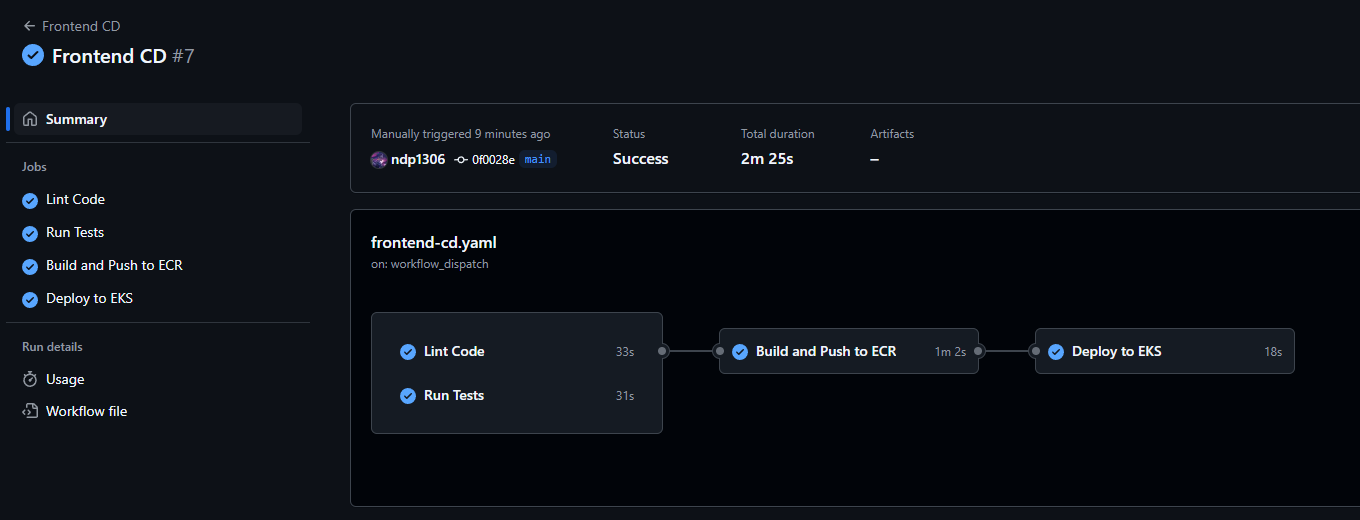 Frontend CD
Frontend CD #7
Summary
Jobs
Lint Code
Run Tests
Build and Push to ECR
Deploy to EKS
Run details
Usage
Workflow file
Manually triggered 9 minutes ago
ndp1306 0f0028e main
Status
Success
Total duration
2m 25s
Artifacts
–
frontend-cd.yaml
on: workflow_dispatch
Lint Code 33s
Run Tests 31s
Build and Push to ECR 1m 2s
Deploy to EKS 18s